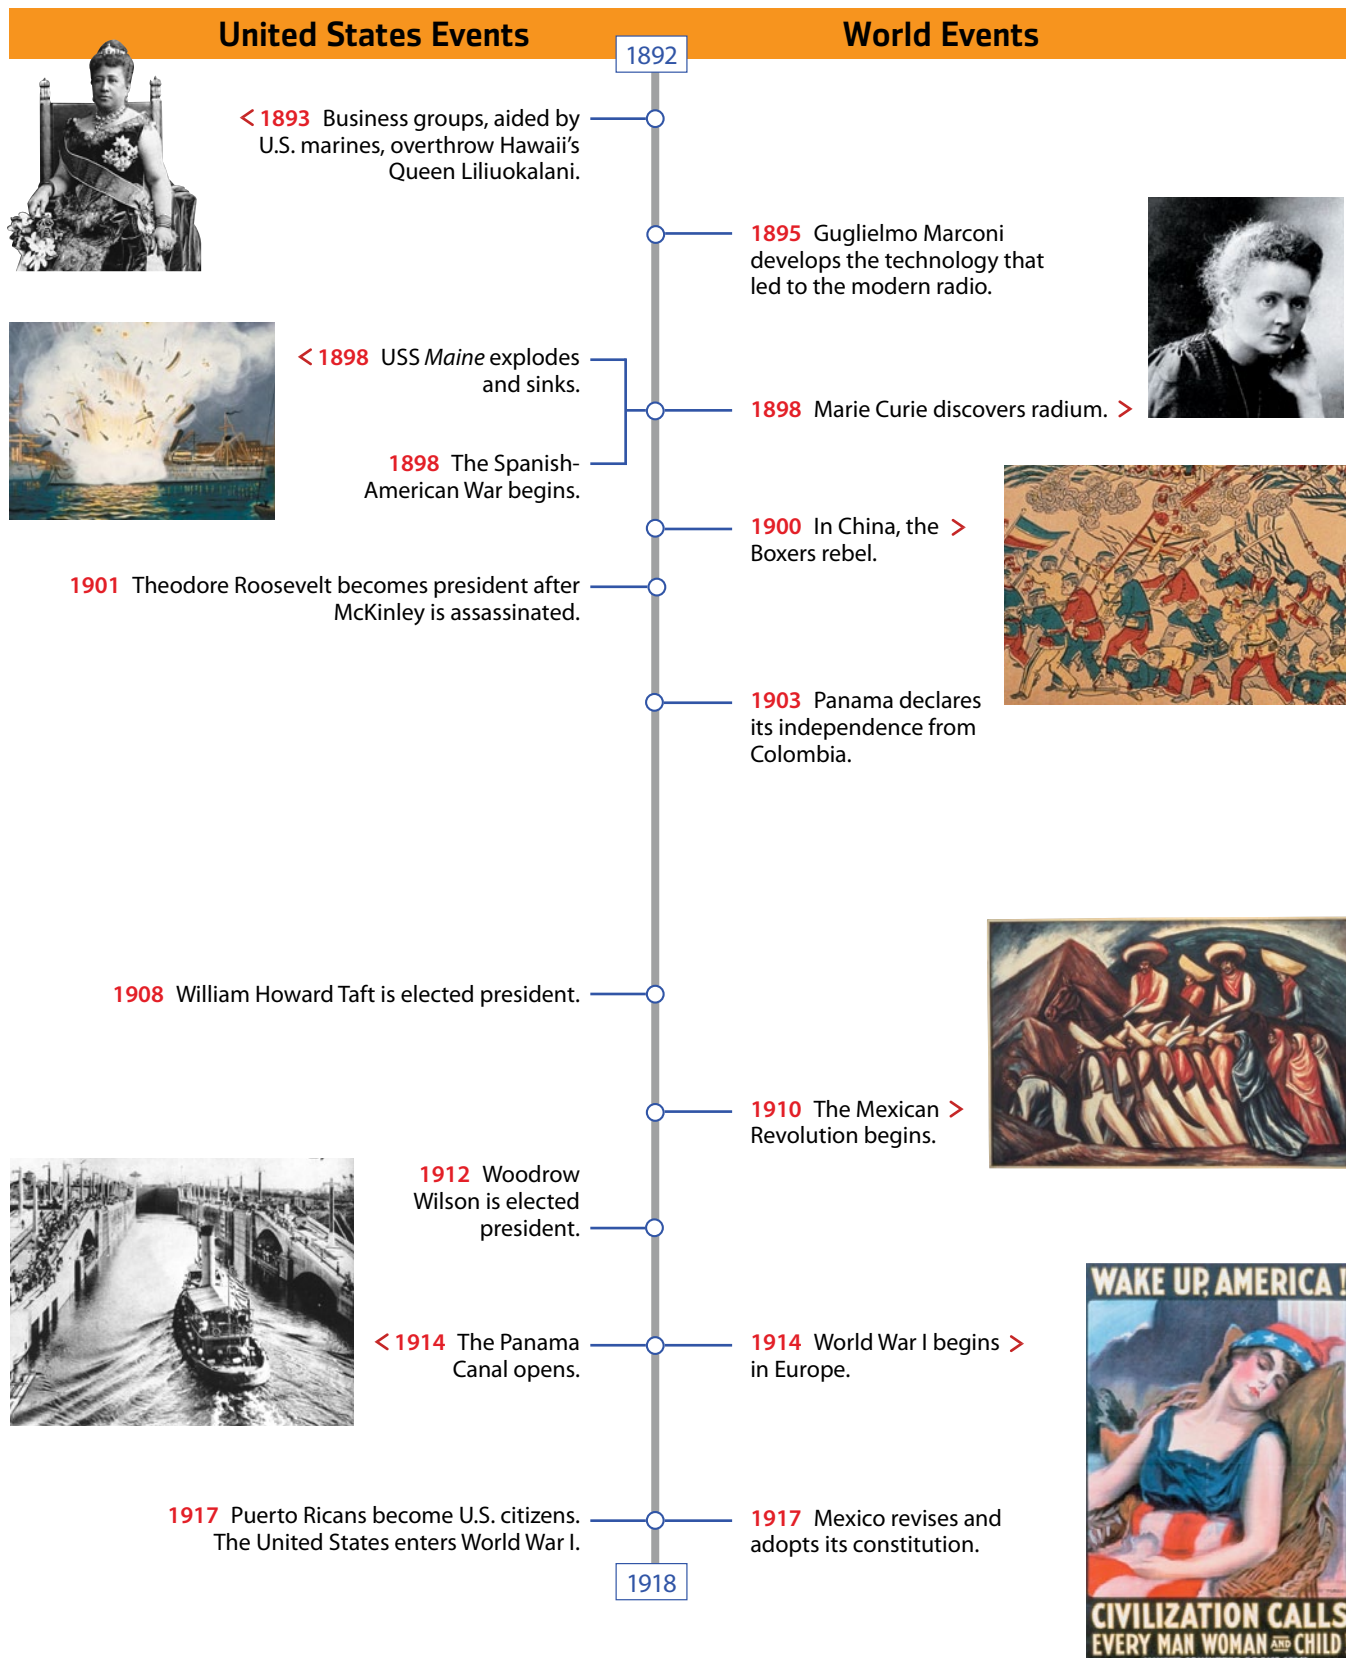 United States Events
World Events
1892
< 1893 Business groups, aided by
U.S. marines, overthrow Hawaii’s
Queen Liliuokalani.
1895 Guglielmo Marconi
develops the technology that
led to the modern radio.
< 1898 USS Maine explodes
and sinks.
1898 Marie Curie discovers radium. >
1898 The Spanish-
American War begins.
1900 In China, the >
Boxers rebel.
1901 Theodore Roosevelt becomes president after
McKinley is assassinated.
1903 Panama declares
its independence from
Colombia.
1908 William Howard Taft is elected president.
1910 The Mexican >
Revolution begins.
1912 Woodrow
Wilson is elected
president.
< 1914 The Panama
Canal opens.
1914 World War I begins >
in Europe.
WAKE UP, AMERICA!
1917 Puerto Ricans become U.S. citizens.
The United States enters World War I.
1917 Mexico revises and
adopts its constitution.
1918
CIVILIZATION CALLS
EVERY MAN WOMAN AND CHILD